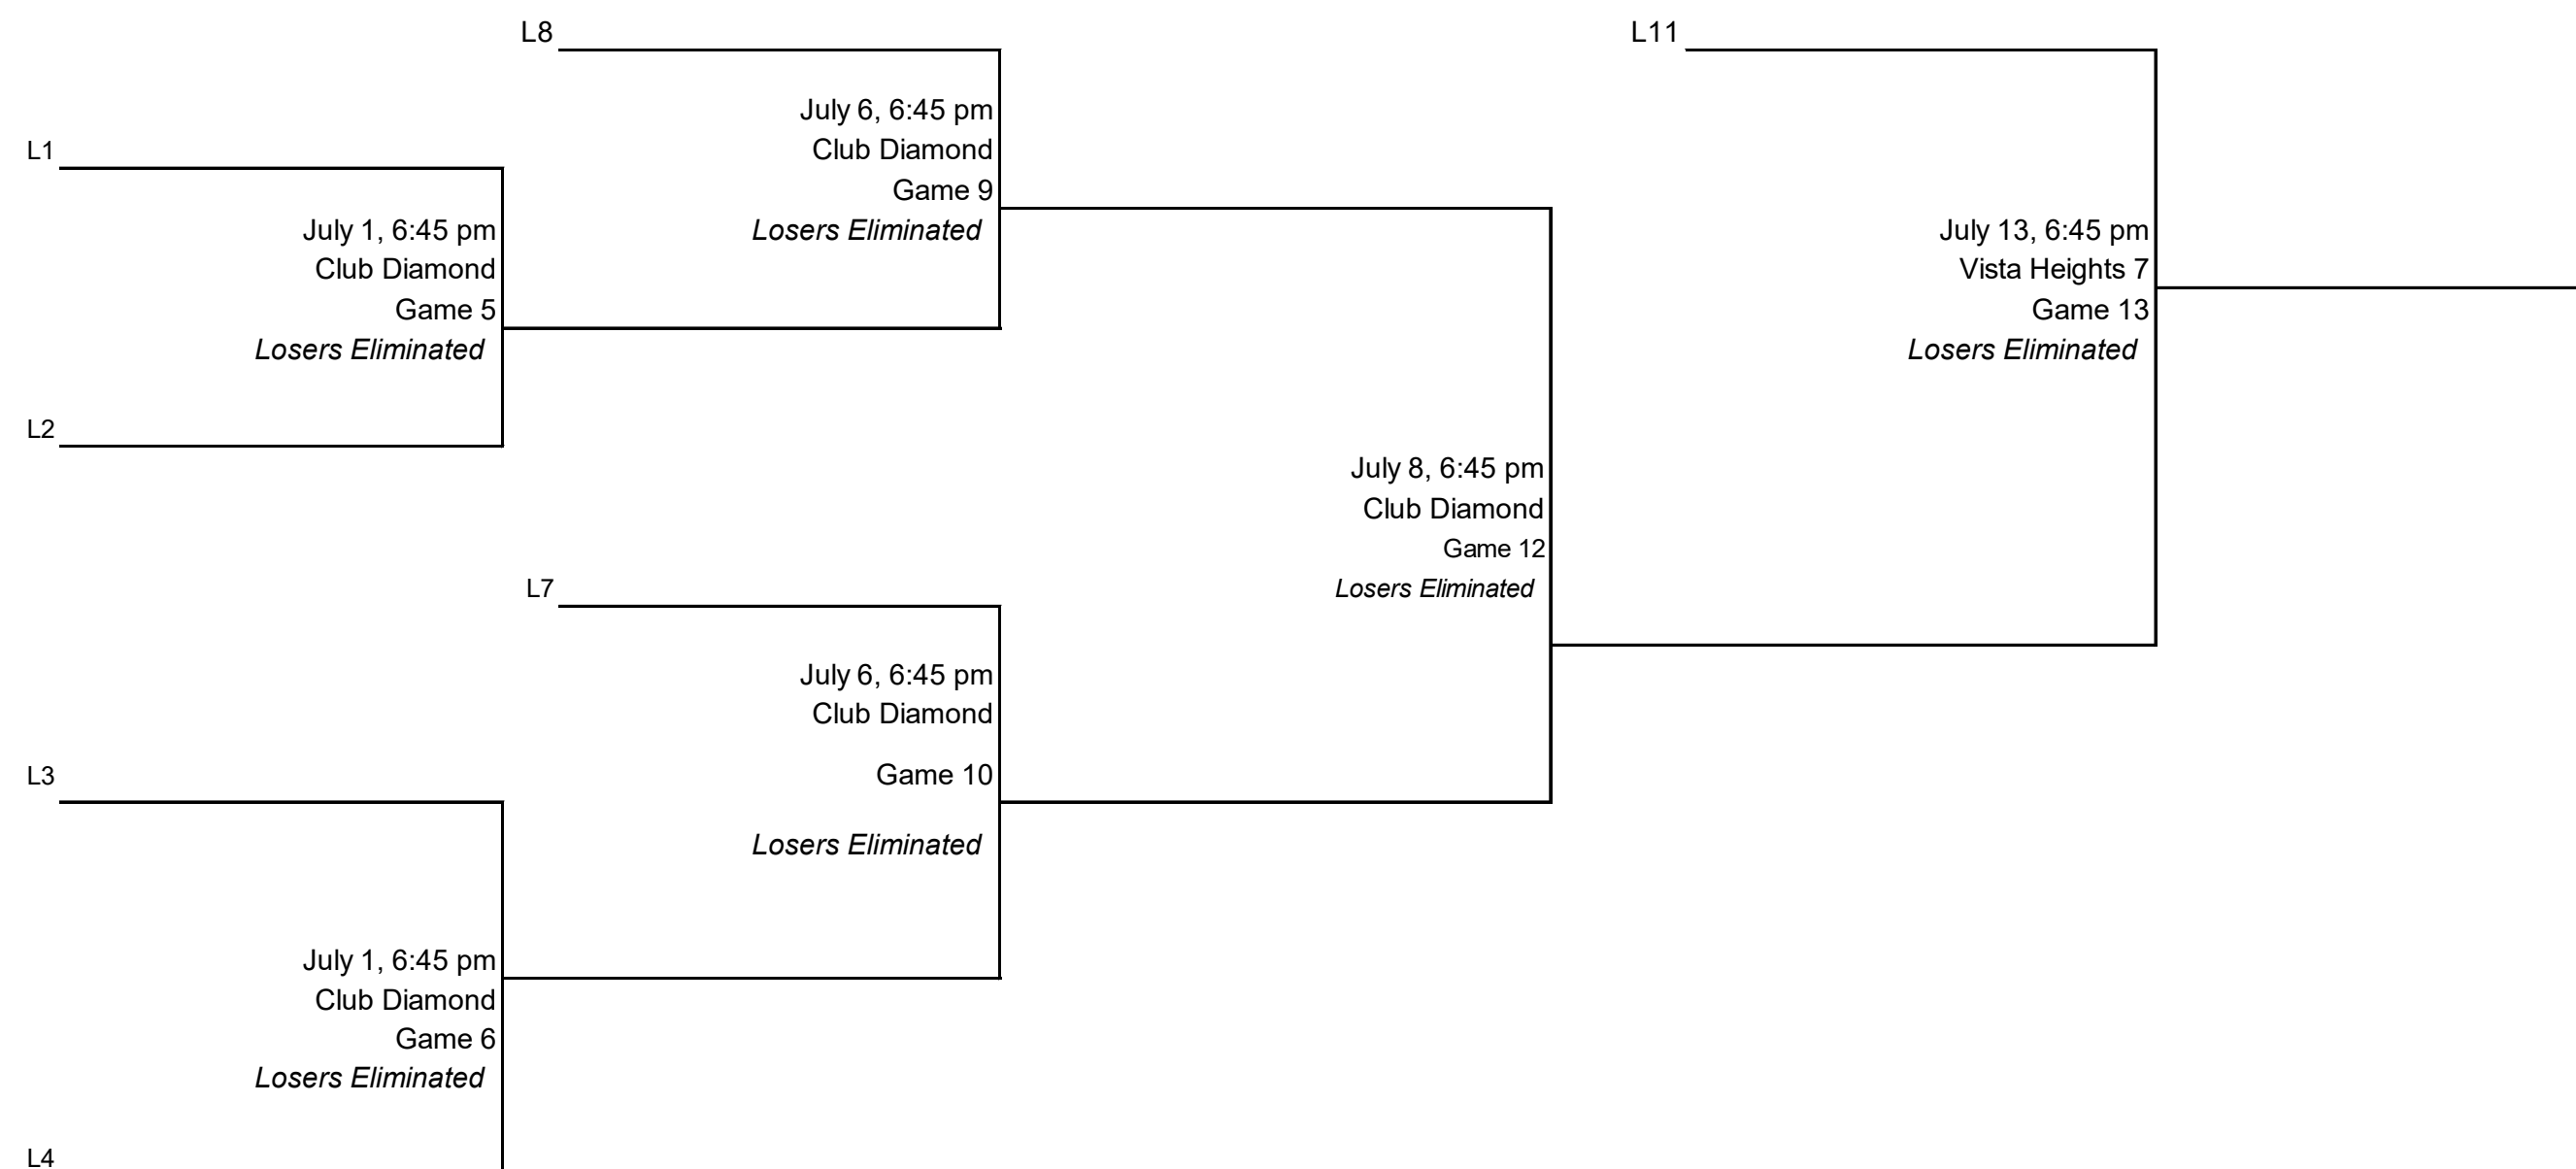 L8
L11
July 6, 6:45 pm
Club Diamond
Game 9
Losers Eliminated
L1
July 1, 6:45 pm
Club Diamond
Game 5
Losers Eliminated
L2
July 13, 6:45 pm
Vista Heights 7
Game 13
Losers Eliminated
July 8, 6:45 pm
Club Diamond
Game 12
Losers Eliminated
L7
July 6, 6:45 pm
Club Diamond
Game 10
Losers Eliminated
L3
July 1, 6:45 pm
Club Diamond
Game 6
Losers Eliminated
L4